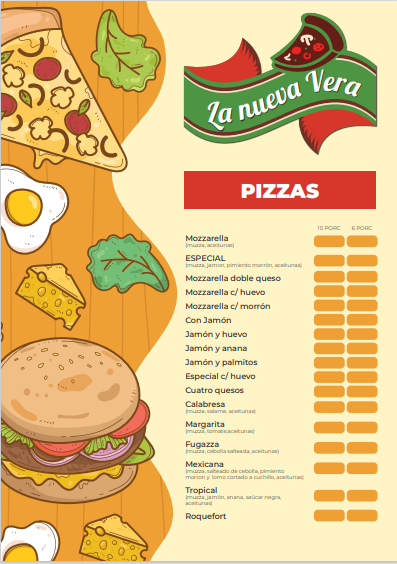 La nueva Vera
PIZZAS
10 PORC 6 PORC
Mozzarella
(muzza, aceitunas)
ESPECIAL
(muzza, jamon, pimiento morrón, aceitunas)
Mozzarella doble queso
Mozzarella c/ huevo
Mozzarella c/ morrón
Con Jamón
Jamón y huevo
Jamón y anana
Jamón y palmitos
Especial c/ huevo
Cuatro quesos
Calabresa
(muzza, salame, aceitunas)
Margarita
(muzza, tomate,aceitunas)
Fugazza
(muzza, cebolla salteada, aceitunas)
Mexicana
(muzza, salteado de cebolla, pimiento
morron y lomo cortado a cuchillo, aceitunas)
Tropical
(muzza, jamón, anana, azúcar negra,
aceitunas)
Roquefort